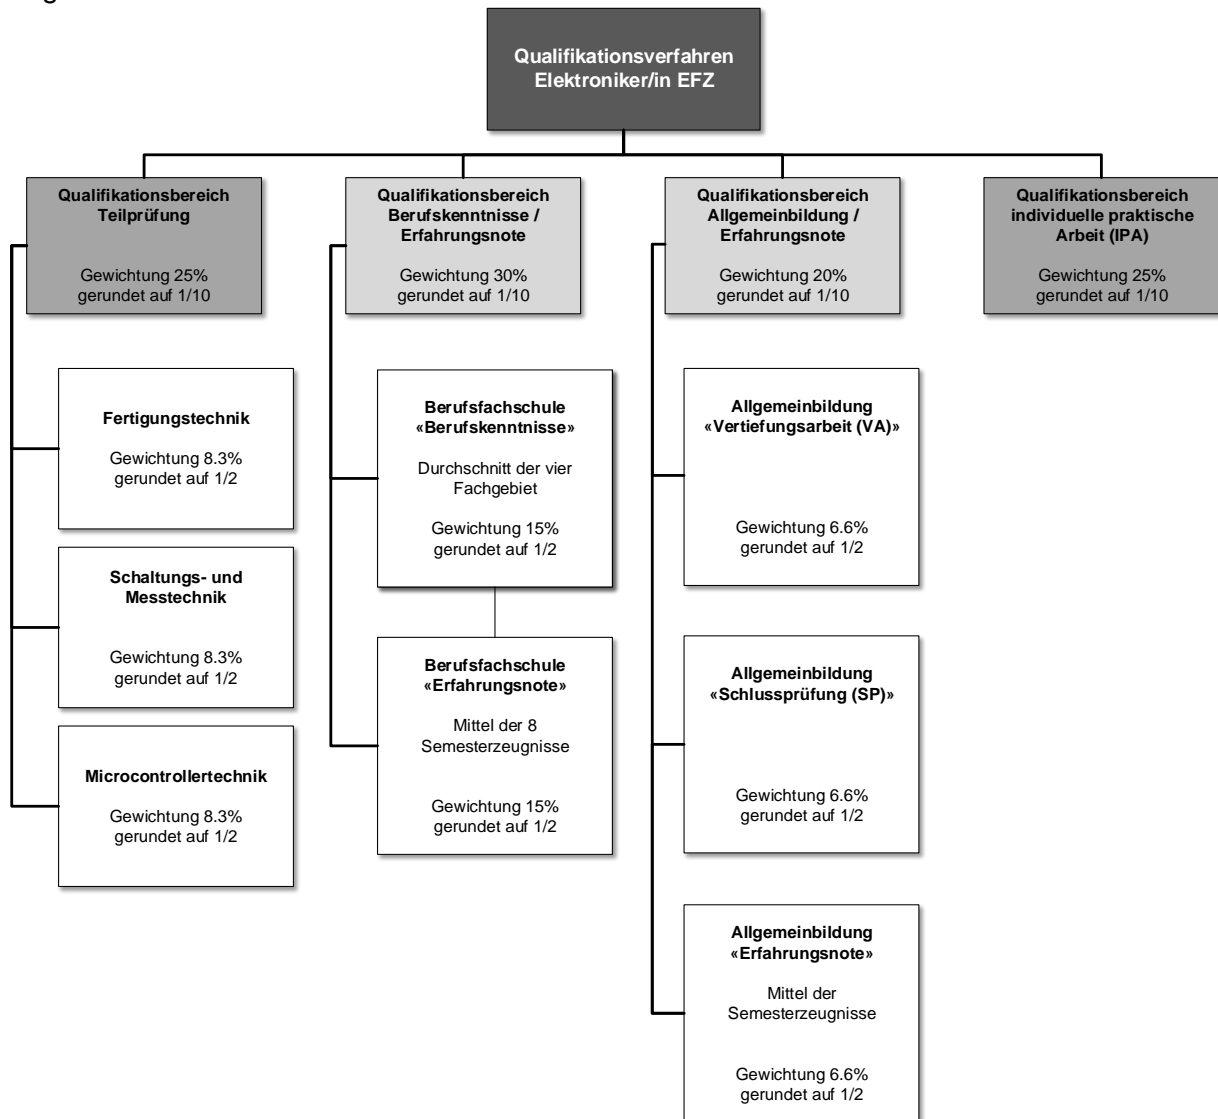 Qualifikationsverfahren
Elektroniker/in EFZ
Qualifikationsbereich
Teilprüfung
Gewichtung 25%
gerundet auf 1/10
Qualifikationsbereich
Berufskenntnisse /
Erfahrungsnote
Gewichtung 30%
gerundet auf 1/10
Qualifikationsbereich
Allgemeinbildung /
Erfahrungsnote
Gewichtung 20%
gerundet auf 1/10
Qualifikationsbereich
individuelle praktische
Arbeit (IPA)
Gewichtung 25%
gerundet auf 1/10
Fertigungstechnik
Gewichtung 8.3%
gerundet auf 1/2
Schaltungs- und
Messtechnik
Gewichtung 8.3%
gerundet auf 1/2
Microcontrollertechnik
Gewichtung 8.3%
gerundet auf 1/2
Berufsfachschule
«Berufskenntnisse»
Durchschnitt der vier
Fachgebiet
Gewichtung 15%
gerundet auf 1/2
Berufsfachschule
«Erfahrungsnote»
Mittel der 8
Semesterzeugnisse
Gewichtung 15%
gerundet auf 1/2
Allgemeinbildung
«Vertiefungsarbeit (VA)»
Gewichtung 6.6%
gerundet auf 1/2
Allgemeinbildung
«Schlussprüfung (SP)»
Gewichtung 6.6%
gerundet auf 1/2
Allgemeinbildung
«Erfahrungsnote»
Mittel der
Semesterzeugnisse
Gewichtung 6.6%
gerundet auf 1/2